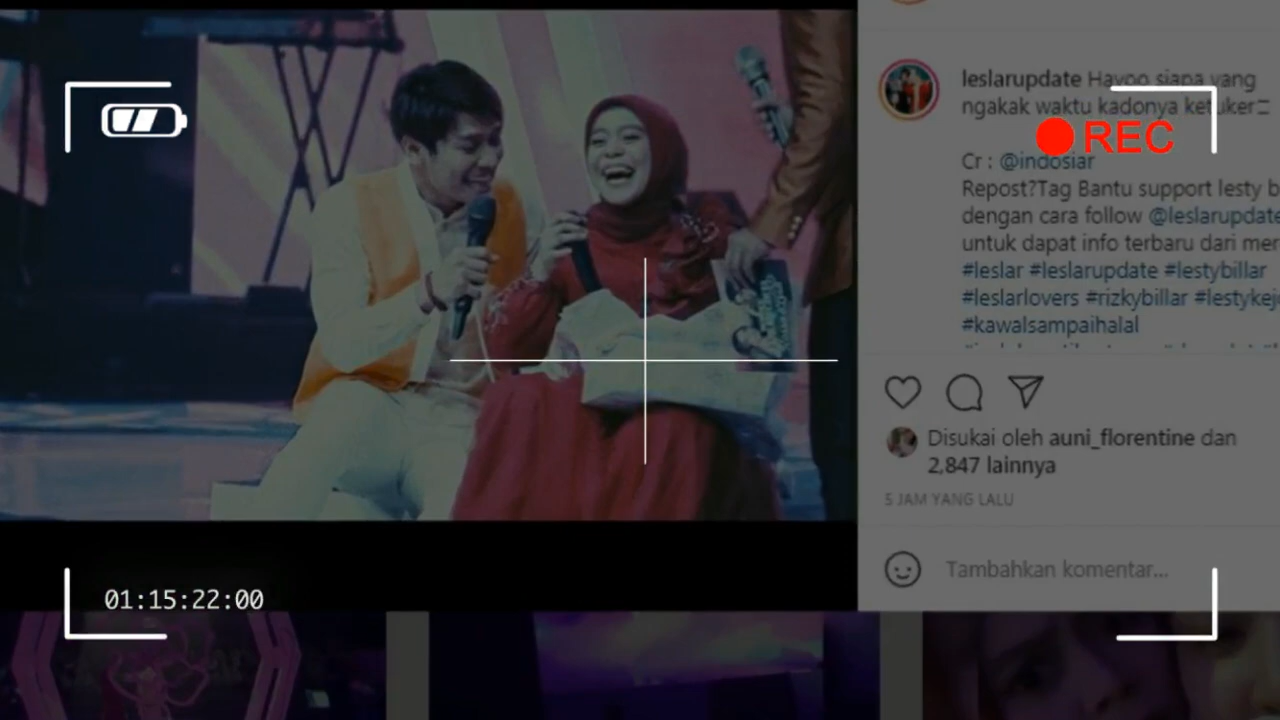 leslarupdate Hayoo siapa yang
ngakak waktu kadonya ketuker
REC
Cr : @indosiar
Repost?Tag Bantu support lesty b
dengan cara follow @leslarupdate
untuk dapat info terbaru dari mer
#leslar #leslarupdate #lestybillar
#leslarlovers #rizkybillar #lestykej
#kawalsampaihalal
Disukai oleh auni_florentine dan
2,847 lainnya
5 JAM YANG LALU
Tambahkan komentar...
01:15:22:00